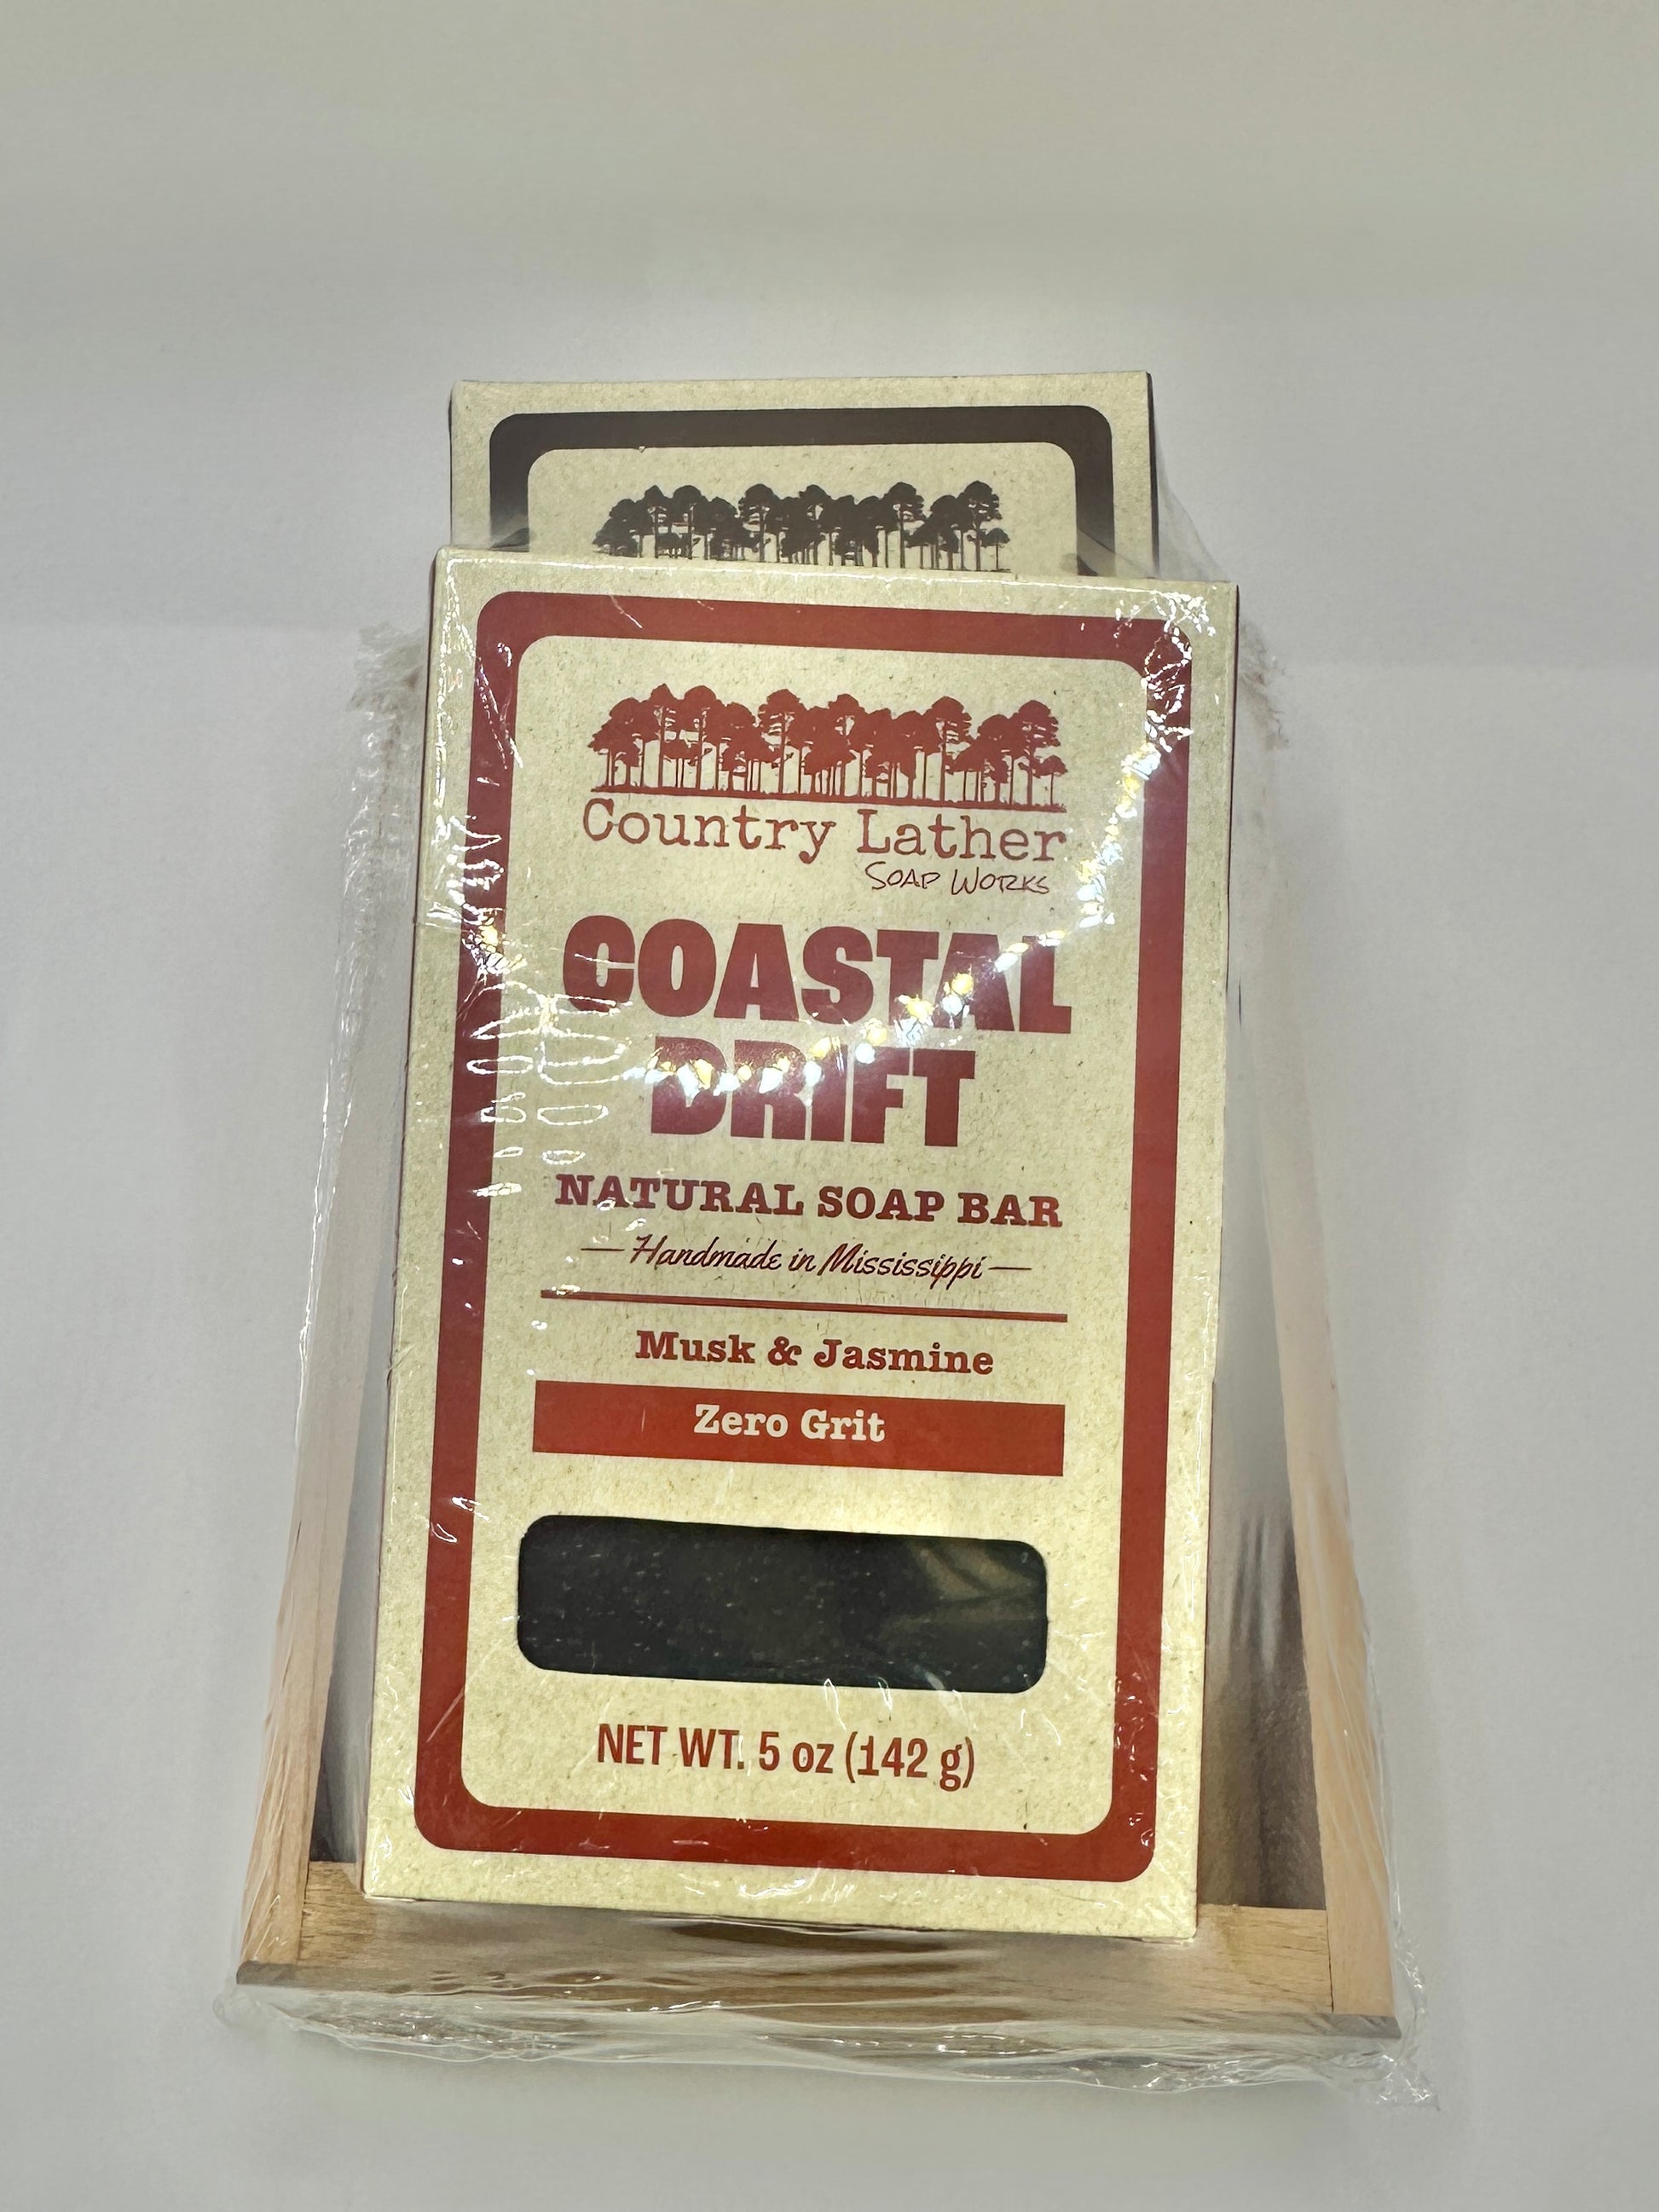 Country Lather
SOAP WORKS
COASTAL
DRIFT
NATURAL SOAP BAR
— Handmade in Mississippi —
Musk & Jasmine
Zero Grit
NET WT. 5 oz (142 g)